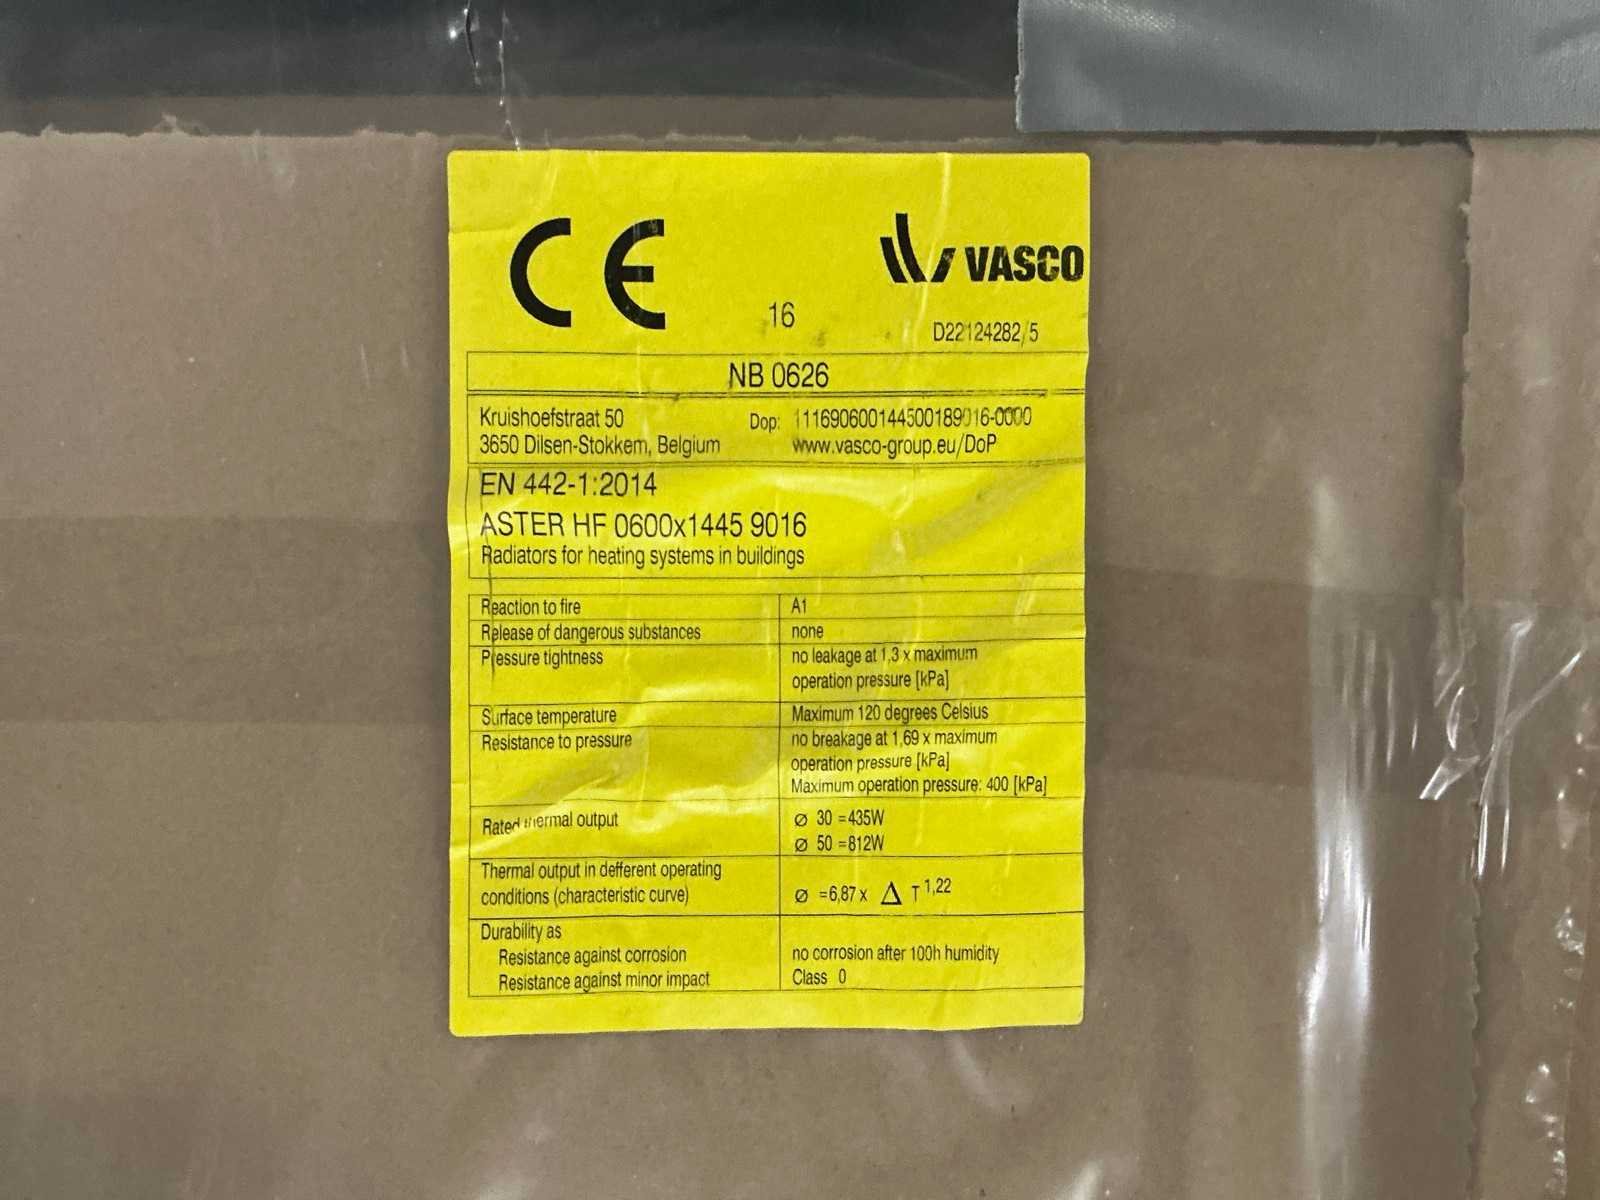 CE
VASCO
16
D22124282/5
NB 0626
Kruishoefstraat 50
3650 Dilsen-Stokkem, Belgium
Dop: 111690600144500189016-0000
www.vasco-group.eu/DoP
EN 442-1:2014
ASTER HF 0600x1445 9016
Radiators for heating systems in buildings
Reaction to fire A1
Release of dangerous substances none
Pressure tightness no leakage at 1,3 x maximum
operation pressure [kPa]
Surface temperature Maximum 120 degrees Celsius
Resistance to pressure no breakage at 1,69 x maximum
operation pressure [kPa]
Maximum operation pressure: 400 [kPa]
Rated thermal output ⌀ 30 =435W
⌀ 50 =812W
Thermal output in defferent operating
conditions (characteristic curve) ⌀ =6,87 x Δ T 1,22
Durability as
Resistance against corrosion no corrosion after 100h humidity
Resistance against minor impact Class 0